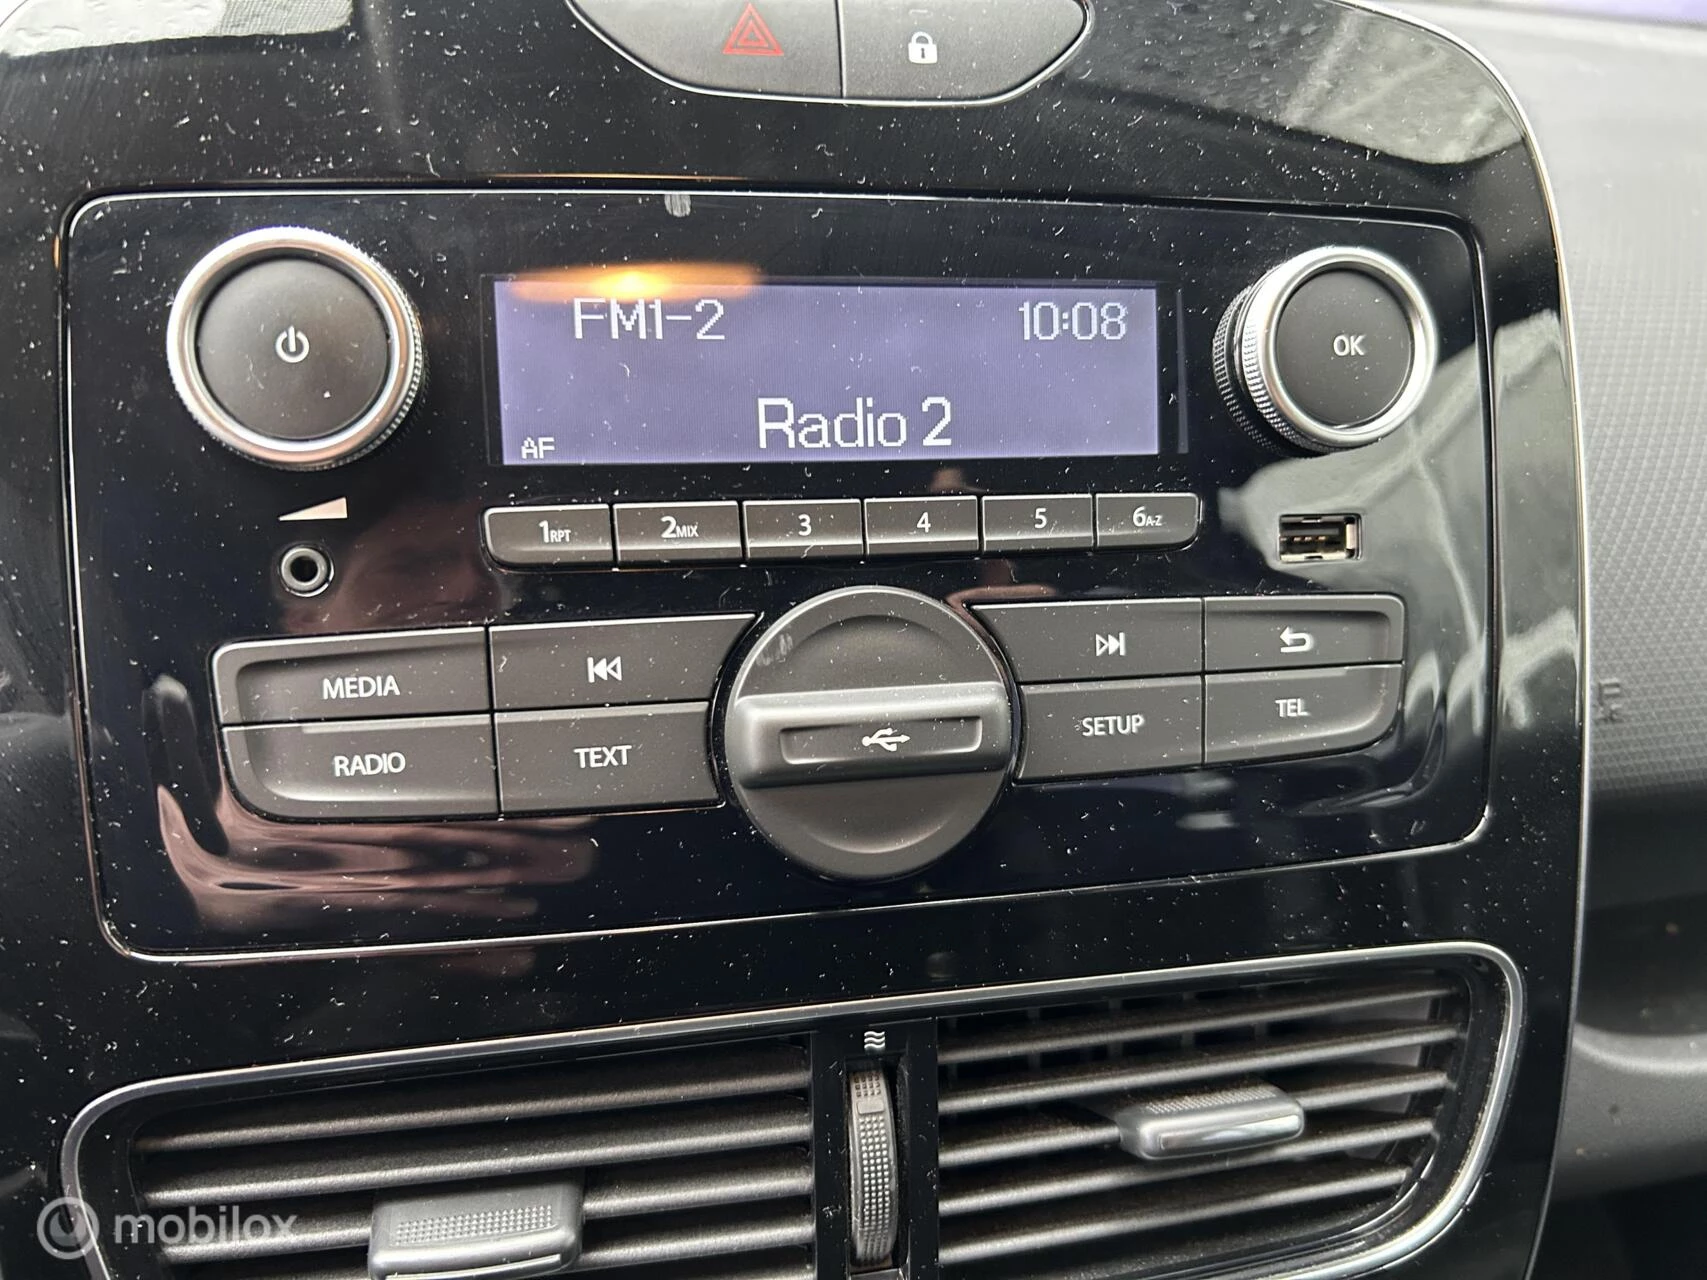 FM1-2
10:08
Radio 2
AF
OK
1RPT
2MIX
3
4
5
6A-Z
MEDIA
RADIO
TEXT
SETUP
TEL
mobilox